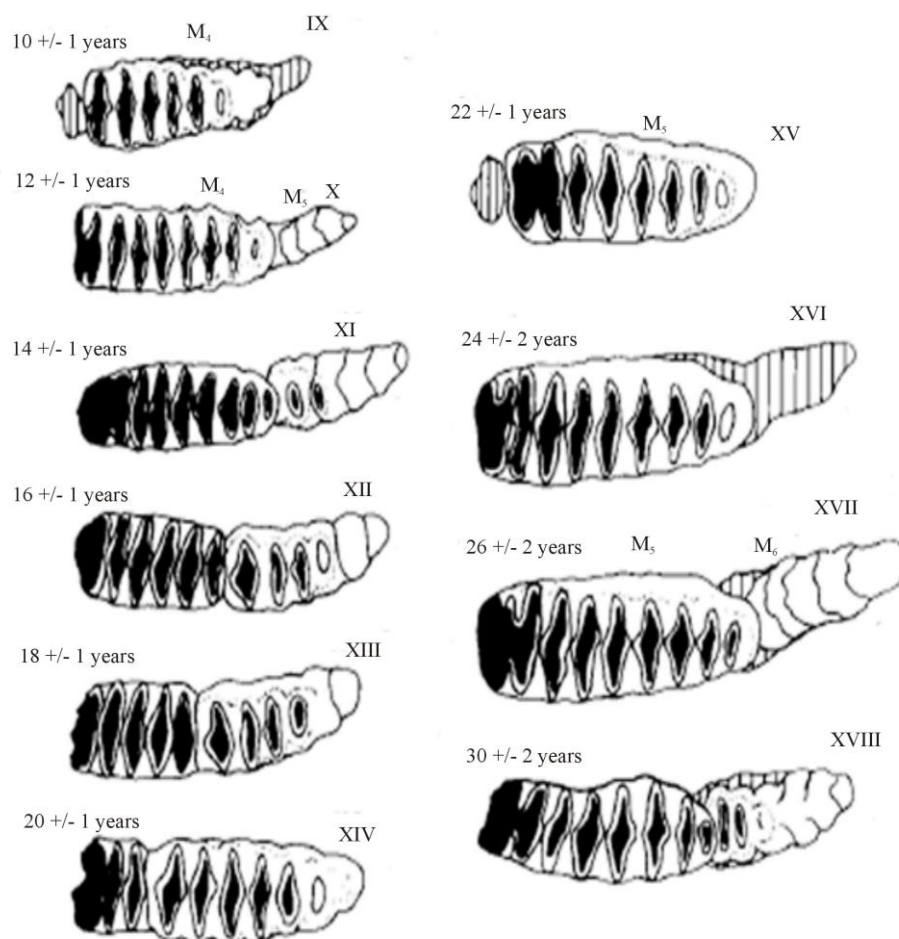 10 +/- 1 years M₄ IX
12 +/- 1 years M₄ M₅ X
14 +/- 1 years XI
16 +/- 1 years XII
18 +/- 1 years XIII
20 +/- 1 years XIV
22 +/- 1 years M₅ XV
24 +/- 2 years XVI
26 +/- 2 years M₅ M₆ XVII
30 +/- 2 years XVIII